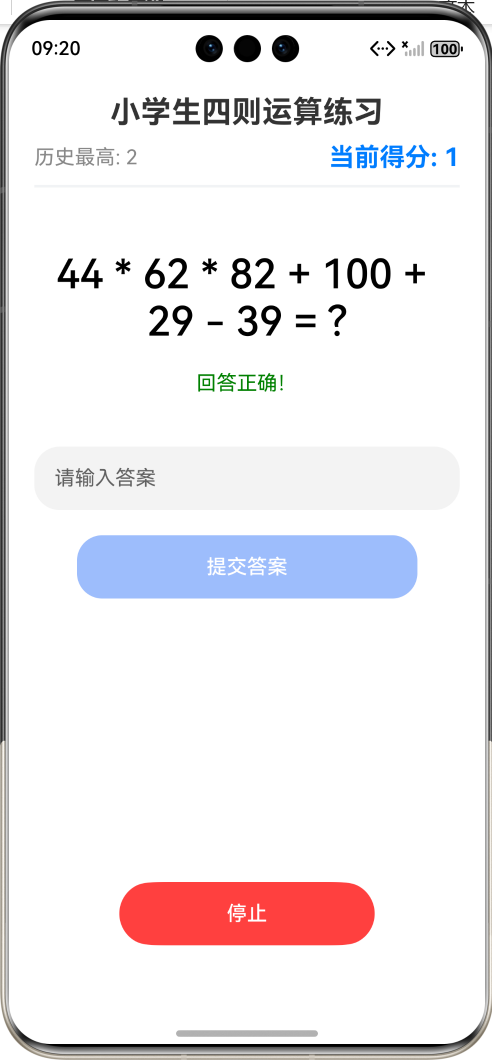 09:20
100
小学生四则运算练习
历史最高: 2
当前得分: 1
44 * 62 * 82 + 100 +
29 - 39 = ?
回答正确!
请输入答案
提交答案
停止